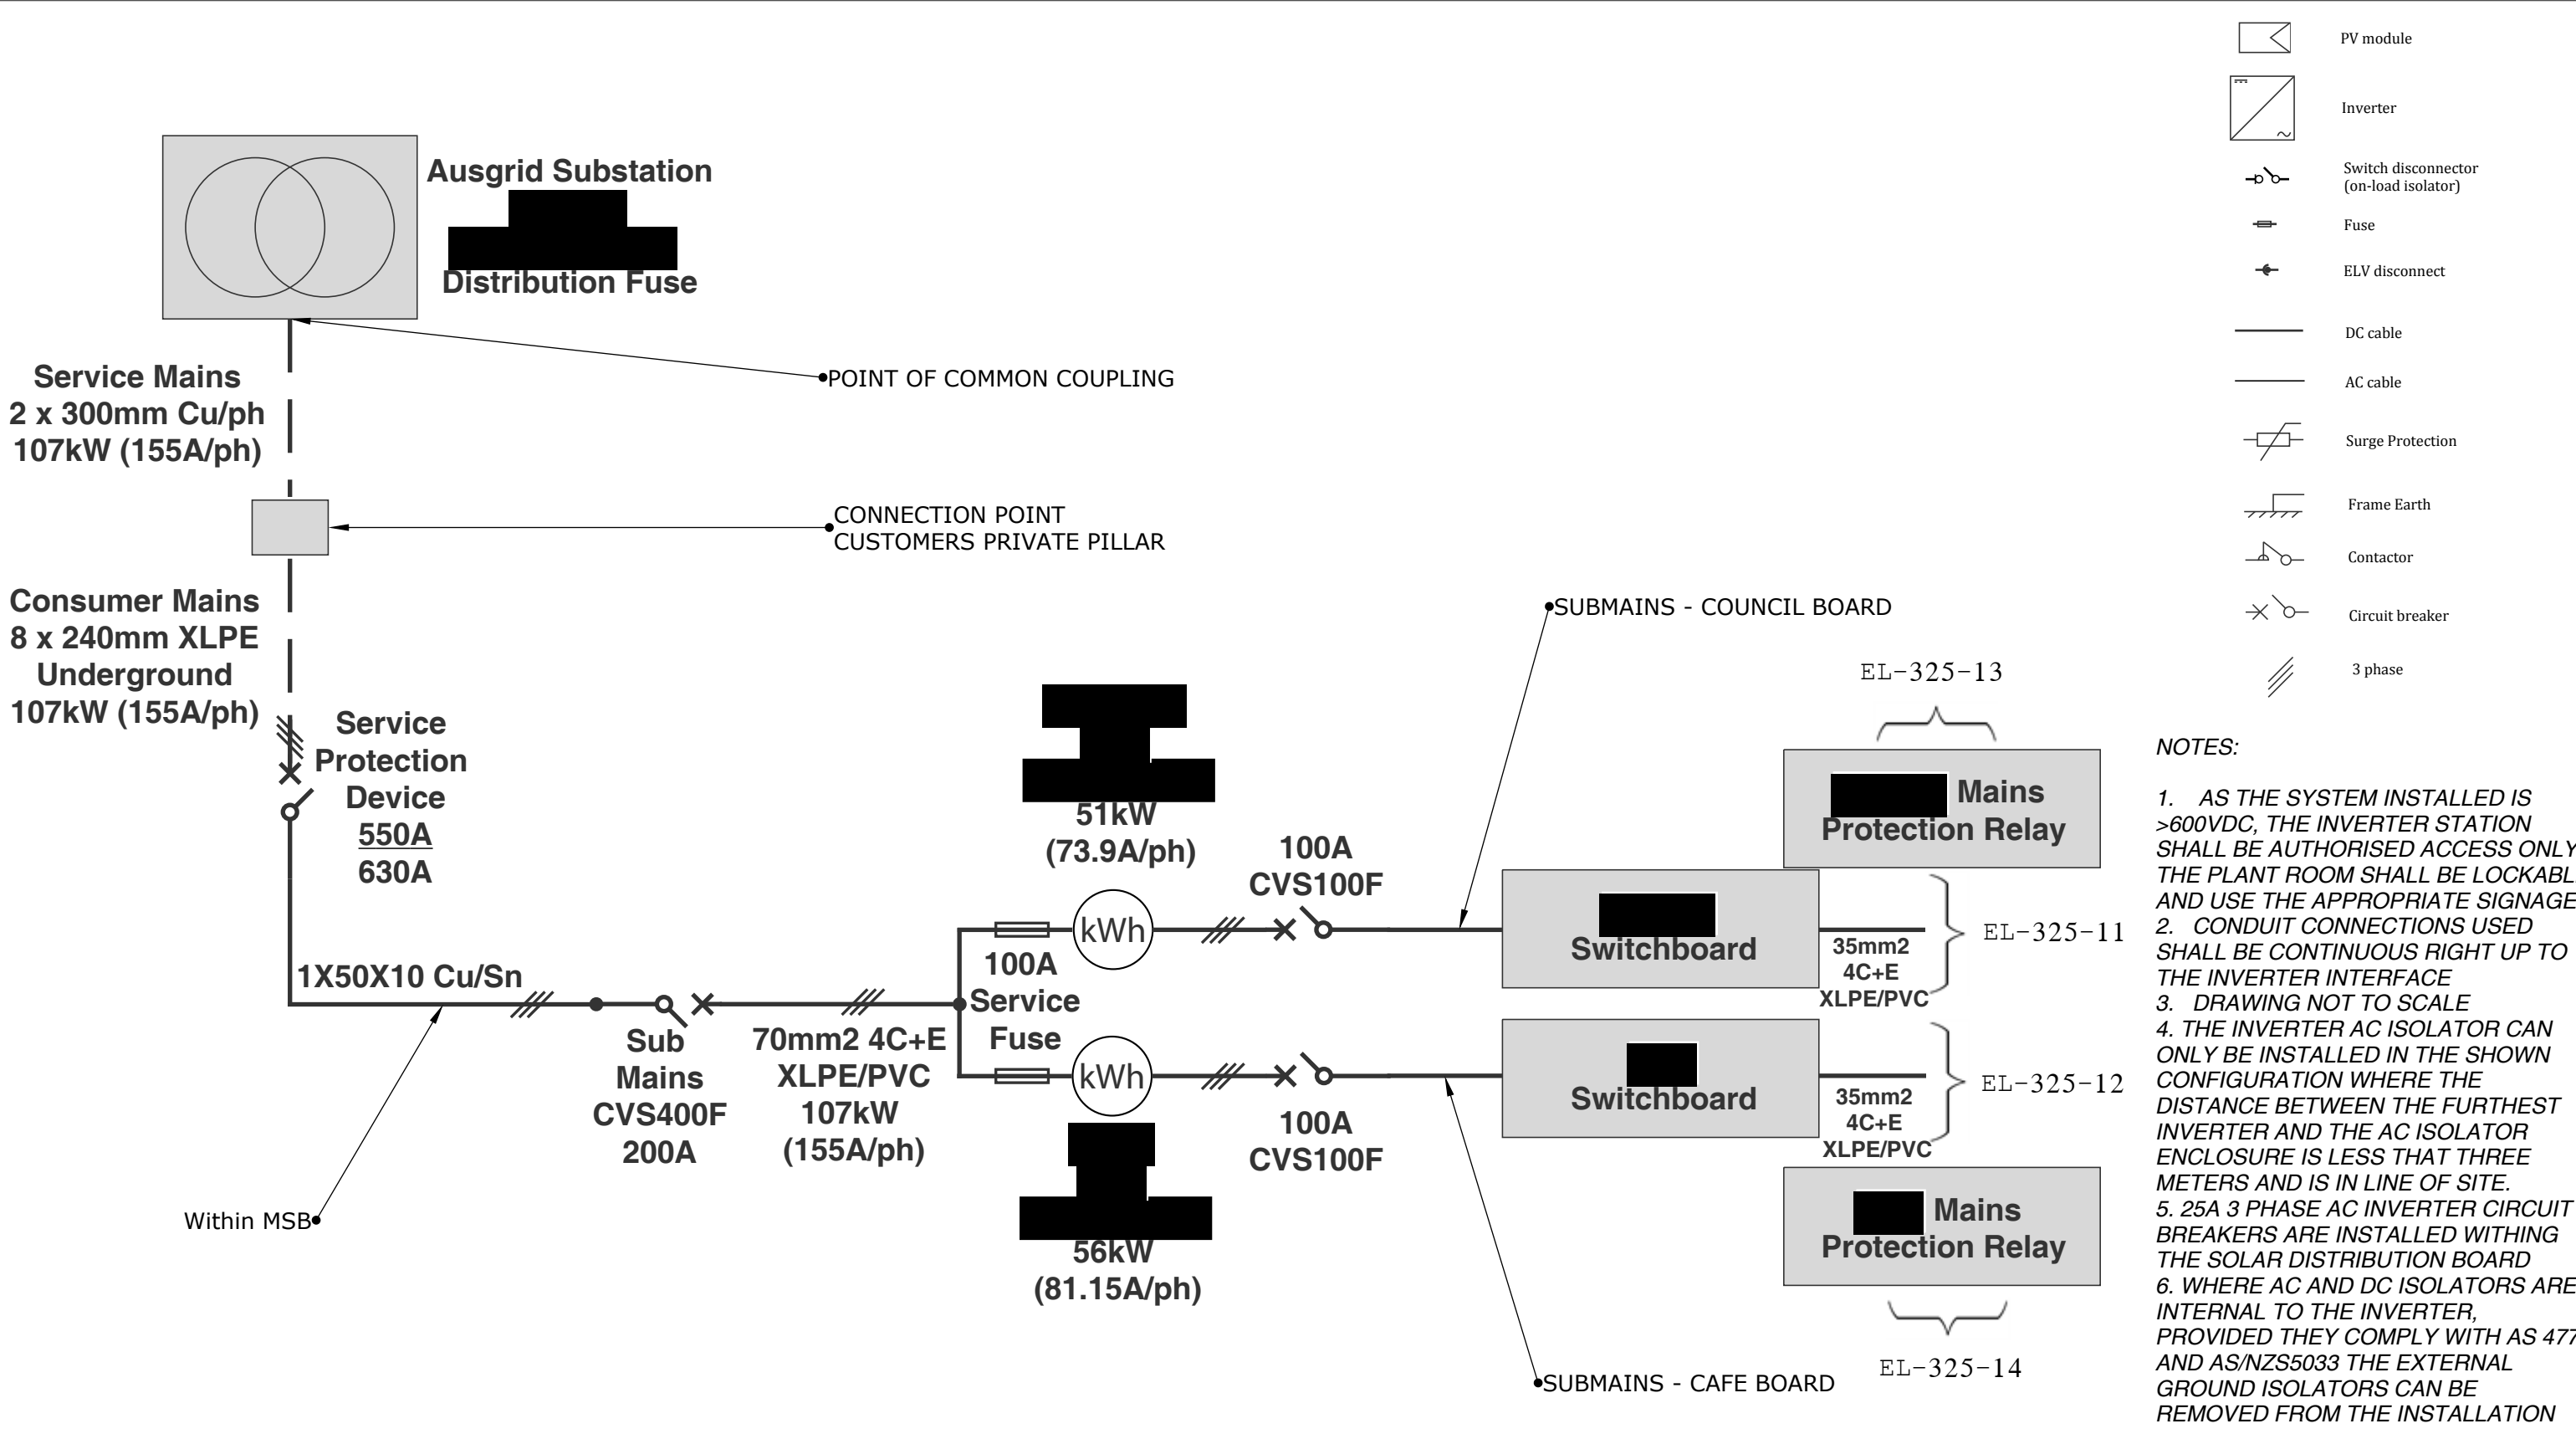 Ausgrid Substation
Distribution Fuse
POINT OF COMMON COUPLING
Service Mains
2 x 300mm Cu/ph
107kW (155A/ph)
CONNECTION POINT
CUSTOMERS PRIVATE PILLAR
Consumer Mains
8 x 240mm XLPE
Underground
107kW (155A/ph)
Service
Protection
Device
550A
630A
1X50X10 Cu/Sn
Within MSB
Sub
Mains
CVS400F
200A
70mm2 4C+E
XLPE/PVC
107kW
(155A/ph)
100A
Service
Fuse
51kW
(73.9A/ph)
kWh
kWh
56kW
(81.15A/ph)
100A
CVS100F
100A
CVS100F
SUBMAINS - COUNCIL BOARD
SUBMAINS - CAFE BOARD
EL-325-13
Mains
Protection Relay
Switchboard
35mm2
4C+E
XLPE/PVC
EL-325-11
Switchboard
35mm2
4C+E
XLPE/PVC
EL-325-12
Mains
Protection Relay
EL-325-14
PV module
Inverter
Switch disconnector
(on-load isolator)
Fuse
ELV disconnect
DC cable
AC cable
Surge Protection
Frame Earth
Contactor
Circuit breaker
3 phase
NOTES:
1. AS THE SYSTEM INSTALLED IS
>600VDC, THE INVERTER STATION
SHALL BE AUTHORISED ACCESS ONLY
THE PLANT ROOM SHALL BE LOCKABL
AND USE THE APPROPRIATE SIGNAGE
2. CONDUIT CONNECTIONS USED
SHALL BE CONTINUOUS RIGHT UP TO
THE INVERTER INTERFACE
3. DRAWING NOT TO SCALE
4. THE INVERTER AC ISOLATOR CAN
ONLY BE INSTALLED IN THE SHOWN
CONFIGURATION WHERE THE
DISTANCE BETWEEN THE FURTHEST
INVERTER AND THE AC ISOLATOR
ENCLOSURE IS LESS THAT THREE
METERS AND IS IN LINE OF SITE.
5. 25A 3 PHASE AC INVERTER CIRCUIT
BREAKERS ARE INSTALLED WITHING
THE SOLAR DISTRIBUTION BOARD
6. WHERE AC AND DC ISOLATORS ARE
INTERNAL TO THE INVERTER,
PROVIDED THEY COMPLY WITH AS 477
AND AS/NZS5033 THE EXTERNAL
GROUND ISOLATORS CAN BE
REMOVED FROM THE INSTALLATION